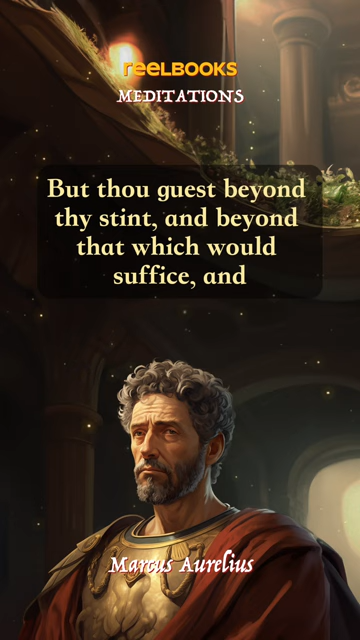 reelbooks
MEDITATIONS
But thou guest beyond
thy stint, and beyond
that which would
suffice, and
Marcus Aurelius